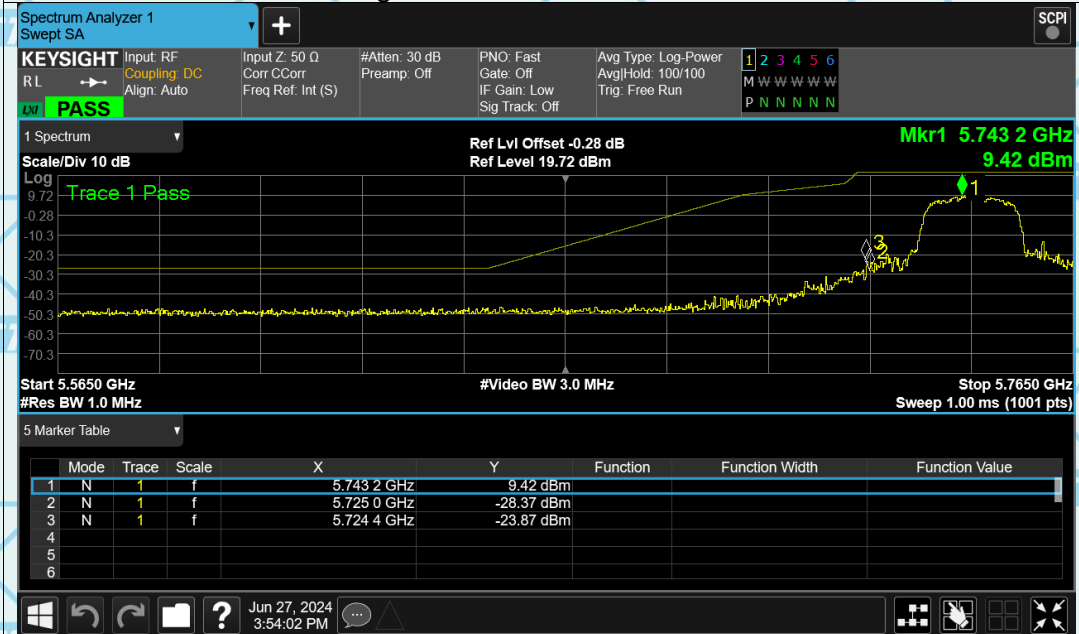 Spectrum Analyzer 1
Swept SA
+
SCPI
KEYSIGHT Input: RF Input Z: 50 Ω #Atten: 30 dB PNO: Fast Avg Type: Log-Power 1 2 3 4 5 6
RL Coupling: DC Corr CCorr Preamp: Off Gate: Off Avg|Hold: 100/100 M W W W W W
Align: Auto Freq Ref: Int (S) IF Gain: Low Trig: Free Run
LXI PASS Sig Track: Off P N N N N N
1 Spectrum Ref Lvl Offset -0.28 dB Mkr1 5.743 2 GHz
Scale/Div 10 dB Ref Level 19.72 dBm 9.42 dBm
Log
Trace 1 Pass
1
9.72
-0.28
-10.3
3
2
-20.3
-30.3
-40.3
-50.3
-60.3
-70.3
Start 5.5650 GHz #Video BW 3.0 MHz Stop 5.7650 GHz
#Res BW 1.0 MHz Sweep 1.00 ms (1001 pts)
5 Marker Table
Mode Trace Scale X Y Function Function Width Function Value
1 N 1 f 5.743 2 GHz 9.42 dBm
2 N 1 f 5.725 0 GHz -28.37 dBm
3 N 1 f 5.724 4 GHz -23.87 dBm
4
5
6
? Jun 27, 2024
3:54:02 PM